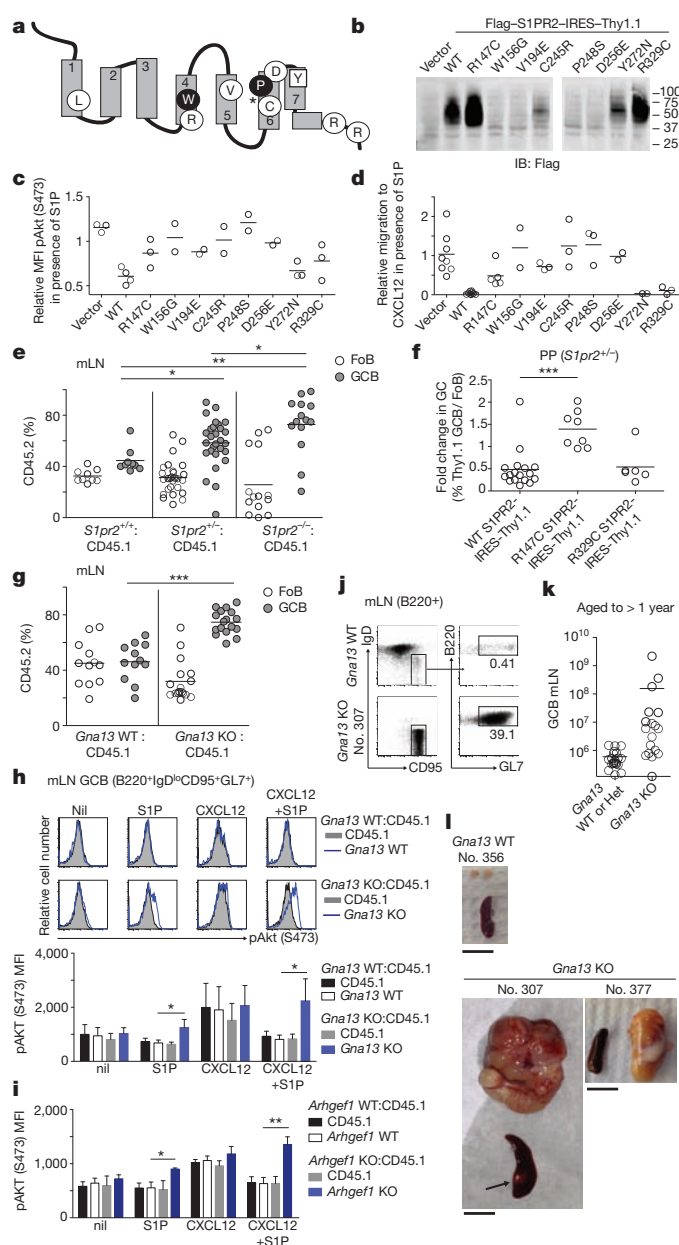 a
1
2
3
4
5
6
7
L
W
R
V
P
D
Y
*
C
R
R
b
Flag–S1PR2–IRES–Thy1.1
Vector
WT
R147C
W156G
V194E
C245R
P248S
D256E
Y272N
R329C
100
75
50
37
25
IB: Flag
c
Relative MFI pAkt (S473)
in presence of S1P
1.5
1
0.5
Vector
WT
R147C
W156G
V194E
C245R
P248S
D256E
Y272N
R329C
d
Relative migration to
CXCL12 in presence of S1P
2
1
0
Vector
WT
R147C
W156G
V194E
C245R
P248S
D256E
Y272N
R329C
e
mLN
FoB
GCB
*
**
*
CD45.2 (%)
80
40
0
S1pr2+/+:
CD45.1
S1pr2+/–:
CD45.1
S1pr2–/–:
CD45.1
f
PP (S1pr2+/–)
***
Fold change in GC
(% Thy1.1 GCB/ FoB)
2.5
2
1.5
1
0.5
0
WT S1PR2-
IRES-Thy1.1
R147C S1PR2-
IRES-Thy1.1
R329C S1PR2-
IRES-Thy1.1
g
mLN
***
FoB
GCB
CD45.2 (%)
80
40
0
Gna13 WT :
CD45.1
Gna13 KO:
CD45.1
h
mLN GCB (B220+IgDloCD95+GL7+)
Nil
S1P
CXCL12
CXCL12
+S1P
Relative cell number
Gna13 WT:CD45.1
CD45.1
Gna13 WT
Gna13 KO:CD45.1
CD45.1
Gna13 KO
pAkt (S473)
pAKT (S473) MFI
4,000
2,000
0
*
*
nil
S1P
CXCL12
CXCL12
+S1P
Gna13 WT:CD45.1
CD45.1
Gna13 WT
Gna13 KO:CD45.1
CD45.1
Gna13 KO
i
pAKT (S473) MFI
2,000
1,000
0
*
**
nil
S1P
CXCL12
CXCL12
+S1P
Arhgef1 WT:CD45.1
CD45.1
Arhgef1 WT
Arhgef1 KO:CD45.1
CD45.1
Arhgef1 KO
j
mLN (B220+)
Gna13 WT
IgD
B220
0.41
Gna13 KO
No. 307
39.1
CD95
GL7
k
Aged to > 1 year
GCB mLN
10^10
10^9
10^8
10^7
10^6
Gna13
WT or Het
Gna13 KO
l
Gna13 WT
No. 356
Gna13 KO
No. 307
No. 377